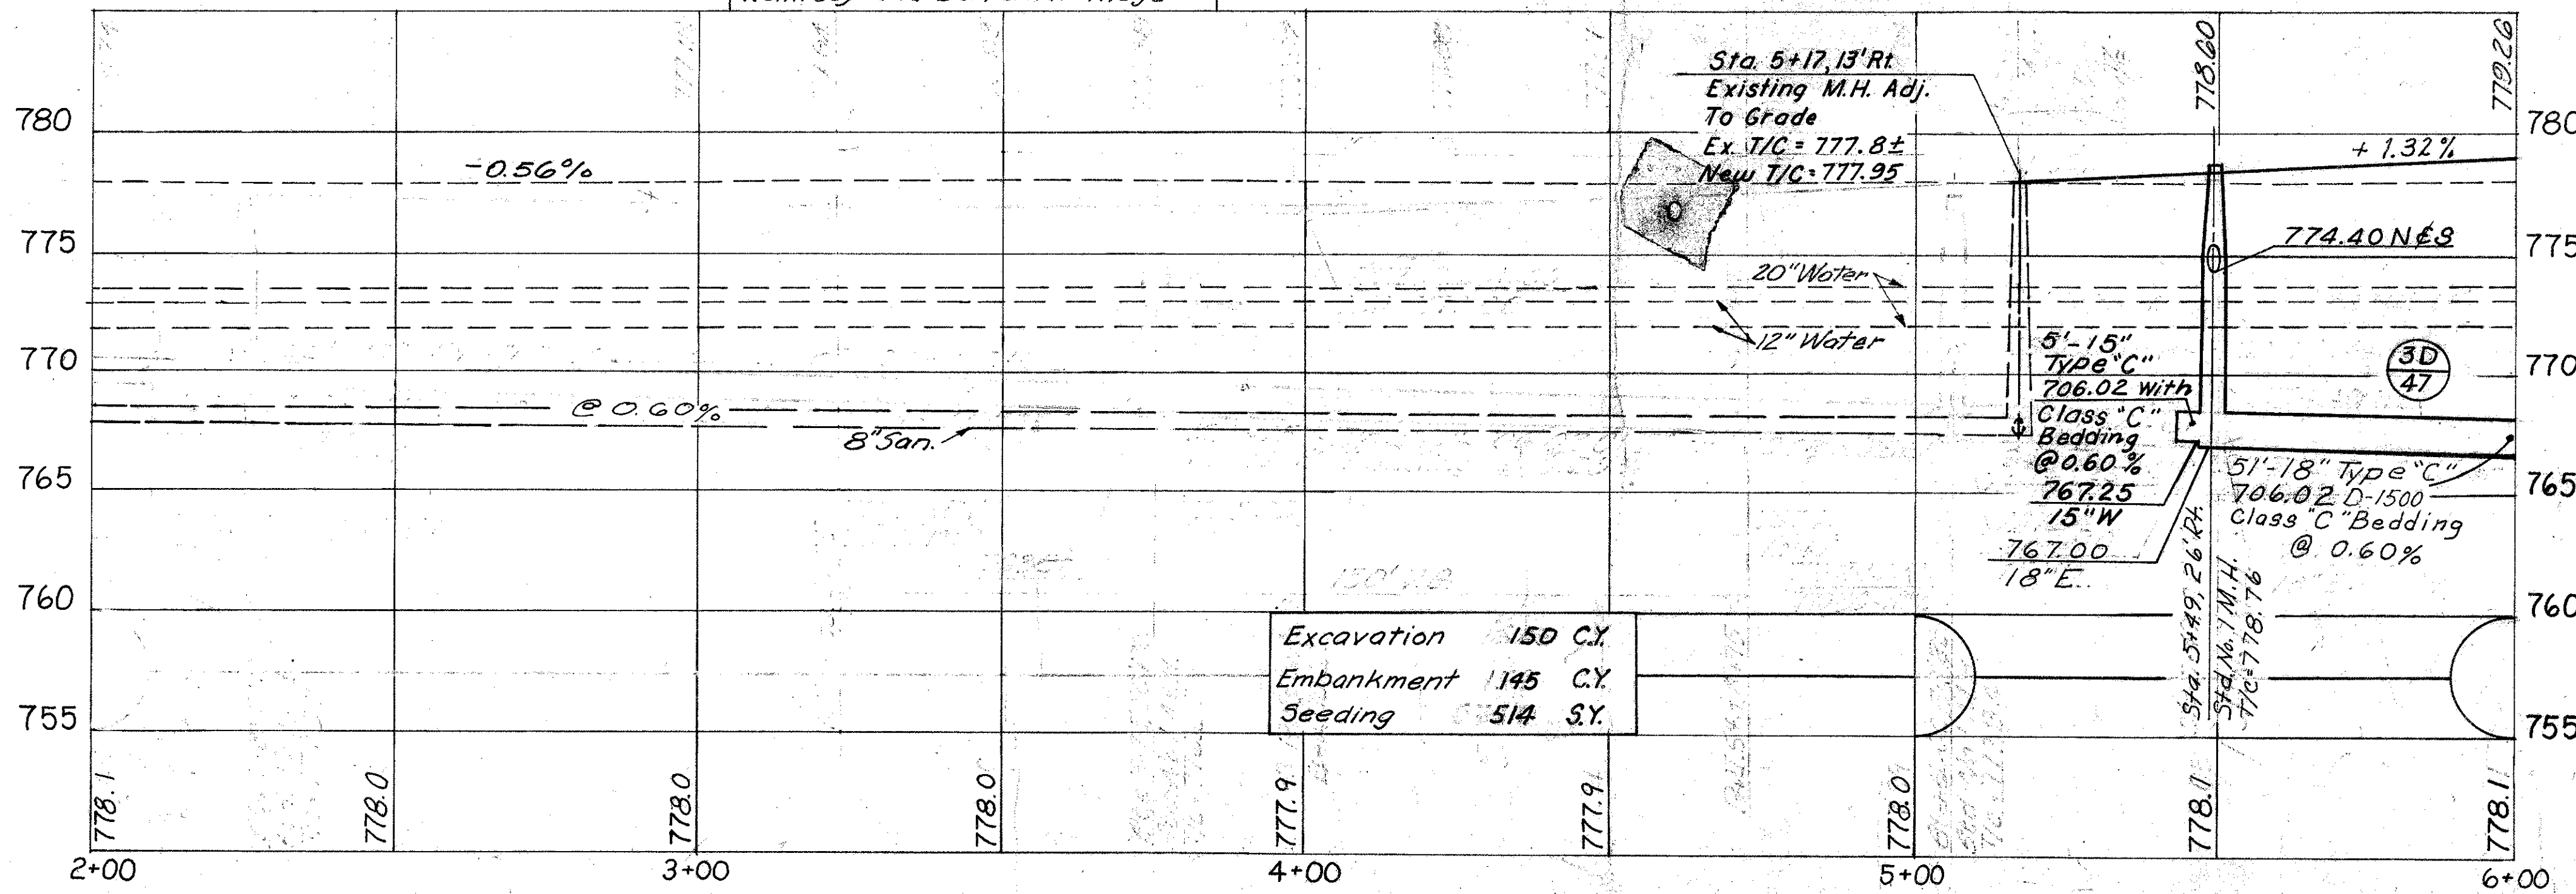 778.60
779.26
Sta. 5+17, 13' Rt.
Existing M.H. Adj.
To Grade
Ex. T/C = 777.8±
New T/C = 777.95
780
780
-0.56%
+ 1.32%
775
775
774.40 N&S
20" Water
12" Water
770
770
3D
47
5'-15"
Type "C"
706.02 with
Class "C"
Bedding
@ 0.60 %
767.25
15" W
767.00
18" E.
@ 0.60%
8" San.
765
765
51'-18" Type "C"
706.02 D-1500
Class "C" Bedding
@ 0.60%
Sta. 5+49, 26' Rt.
Std. No. 1 M.H.
T/C = 778.76
760
760
Excavation 150 C.Y.
Embankment 145 C.Y.
Seeding 514 S.Y.
755
755
778.1
778.0
778.0
778.0
777.9
777.9
778.0
778.1
778.1
2+00
3+00
4+00
5+00
6+00